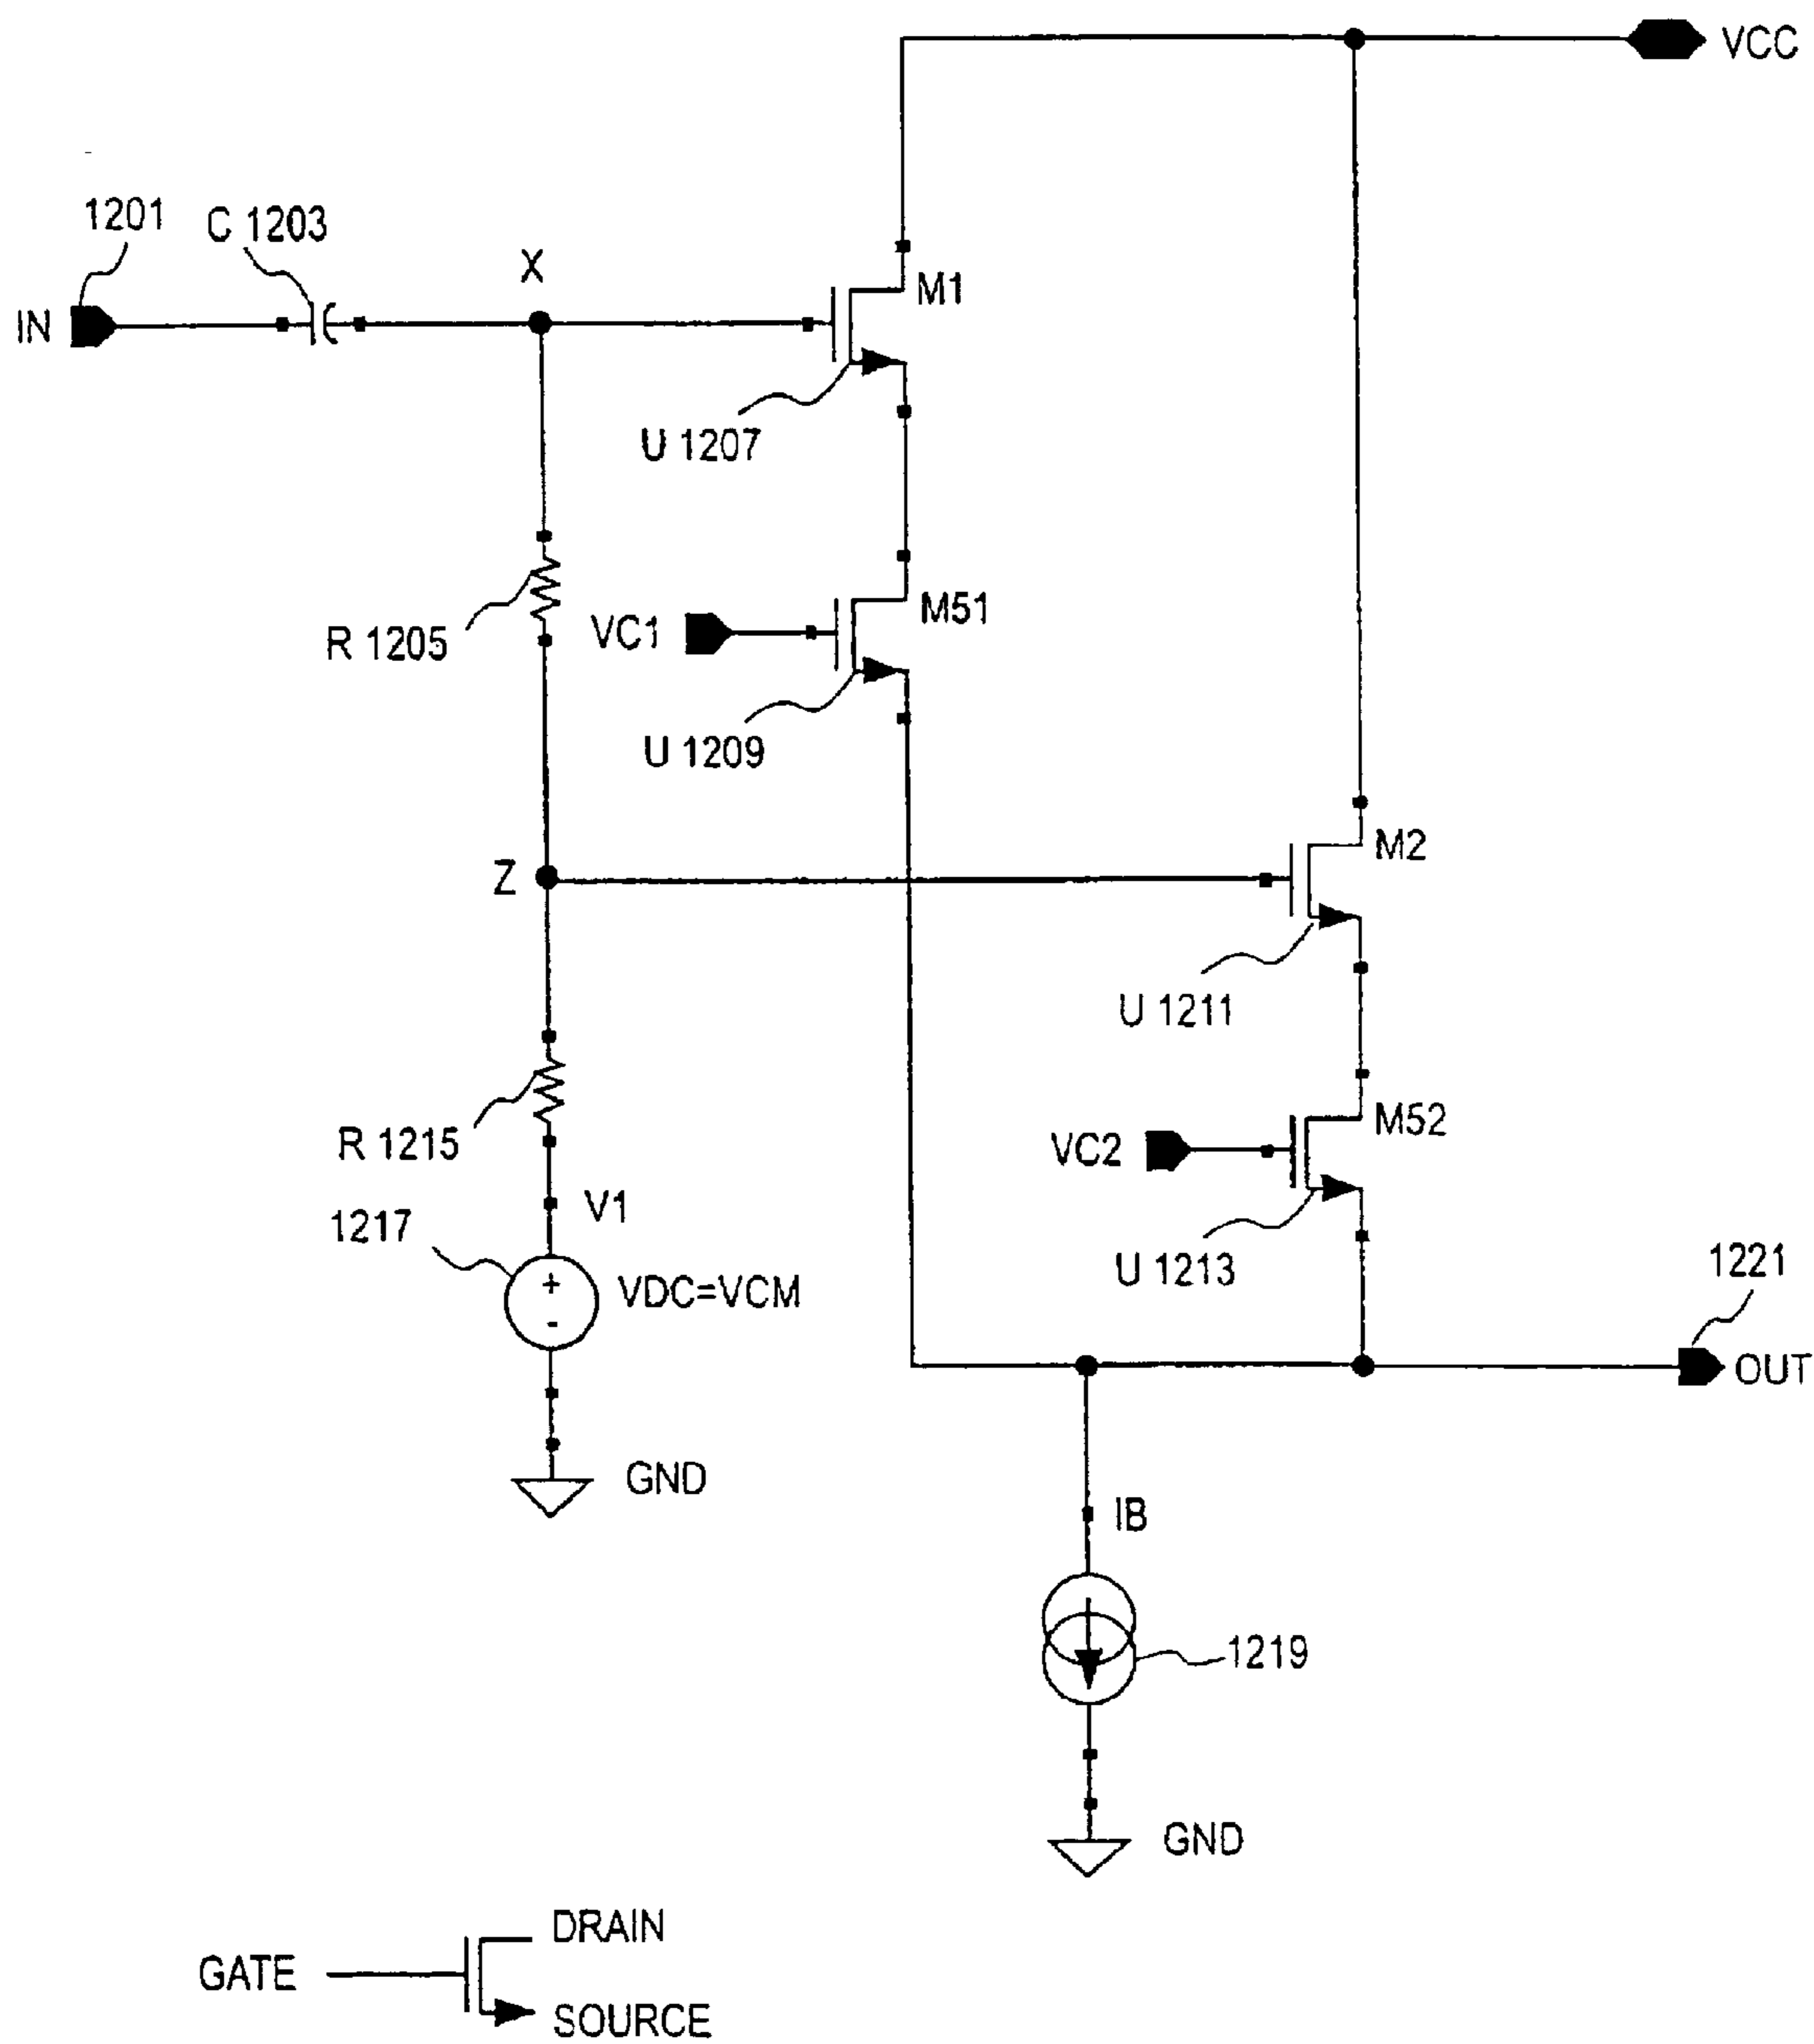 VCC
1201
C 1203
X
IN
M1
U 1207
R 1205
VC1
M51
U 1209
M2
Z
U 1211
R 1215
VC2
M52
V1
1217
+
-
VDC=VCM
U 1213
1221
OUT
GND
IB
1219
GND
DRAIN
GATE
SOURCE